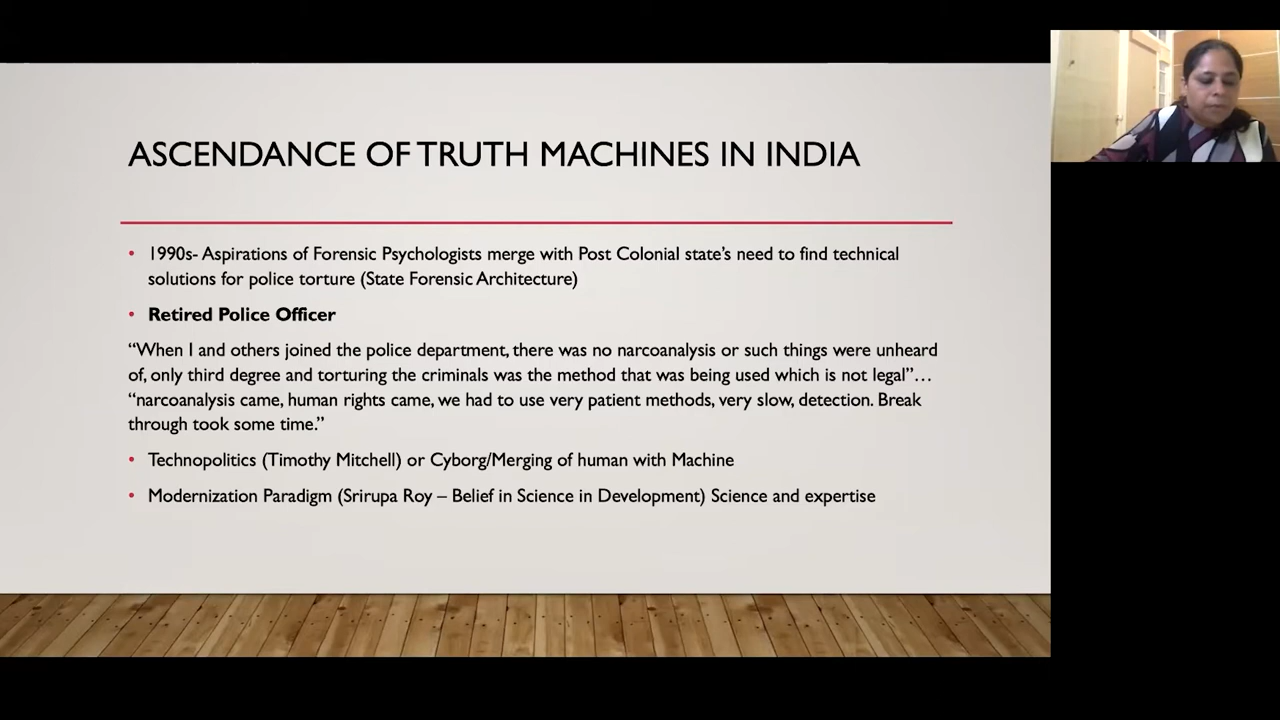 ASCENDANCE OF TRUTH MACHINES IN INDIA
• 1990s- Aspirations of Forensic Psychologists merge with Post Colonial state’s need to find technical
solutions for police torture (State Forensic Architecture)
• Retired Police Officer
“When I and others joined the police department, there was no narcoanalysis or such things were unheard
of, only third degree and torturing the criminals was the method that was being used which is not legal”…
“narcoanalysis came, human rights came, we had to use very patient methods, very slow, detection. Break
through took some time.”
• Technopolitics (Timothy Mitchell) or Cyborg/Merging of human with Machine
• Modernization Paradigm (Srirupa Roy – Belief in Science in Development) Science and expertise